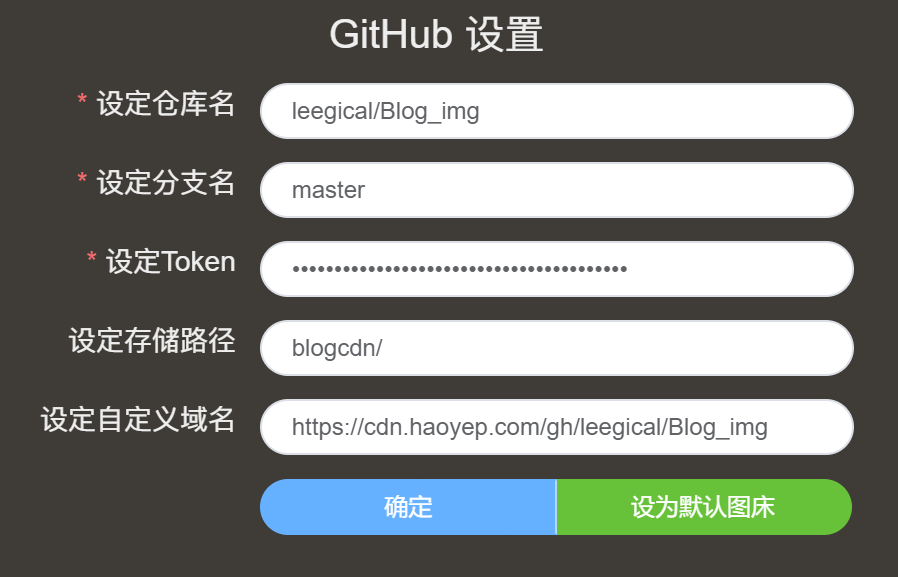 GitHub 设置
* 设定仓库名 leegical/Blog_img
* 设定分支名 master
* 设定Token ••••••••••••••••••••••••••••••••••••••••
设定存储路径 blogcdn/
设定自定义域名 https://cdn.haoyep.com/gh/leegical/Blog_img
确定 设为默认图床